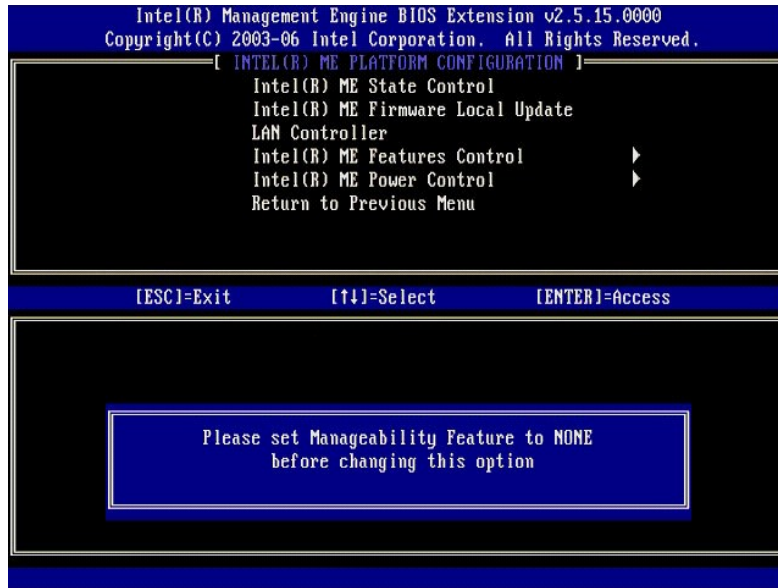 Intel(R) Management Engine BIOS Extension v2.5.15.0000
Copyright(C) 2003-06 Intel Corporation. All Rights Reserved.
[ INTEL(R) ME PLATFORM CONFIGURATION ]
Intel(R) ME State Control
Intel(R) ME Firmware Local Update
LAN Controller
Intel(R) ME Features Control
Intel(R) ME Power Control
Return to Previous Menu
[ESC]=Exit [↑↓]=Select [ENTER]=Access
Please set Manageability Feature to NONE
before changing this option